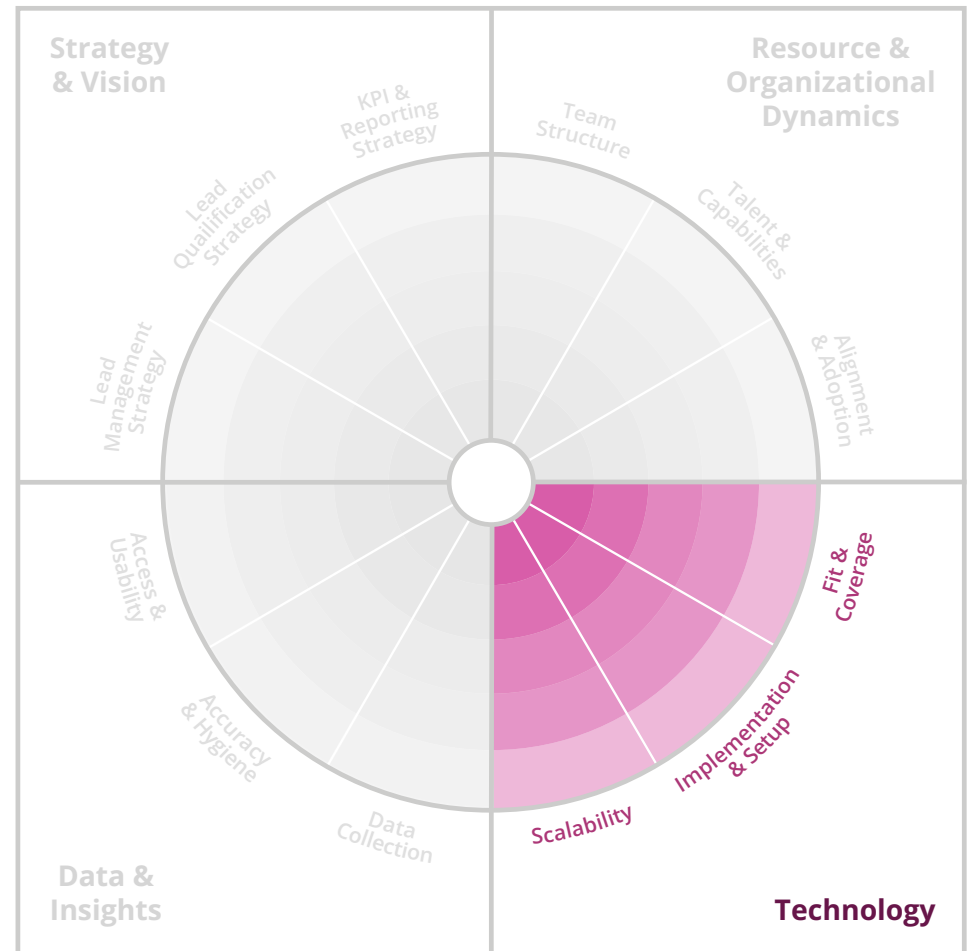 Strategy
& Vision
Resource &
Organizational
Dynamics
KPI &
Reporting
Strategy
Team
Structure
Lead
Quailification
Strategy
Talent &
Capabilities
Lead
Management
Strategy
Alignment
& Adoption
Access &
Usability
Fit &
Coverage
Accuracy
& Hygiene
Implementation
& Setup
Data
Collection
Scalability
Data &
Insights
Technology